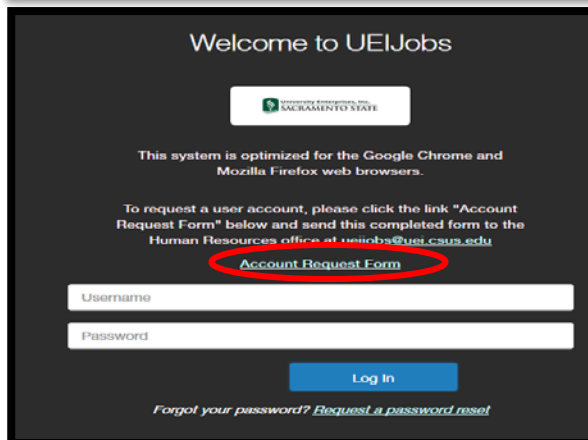 Welcome to UEIJobs
University Enterprises, Inc.
SACRAMENTO STATE
This system is optimized for the Google Chrome and
Mozilla Firefox web browsers.
To request a user account, please click the link "Account
Request Form" below and send this completed form to the
Human Resources office at ueijobs@uei.csus.edu
Account Request Form
Username
Password
Log In
Forgot your password? Request a password reset